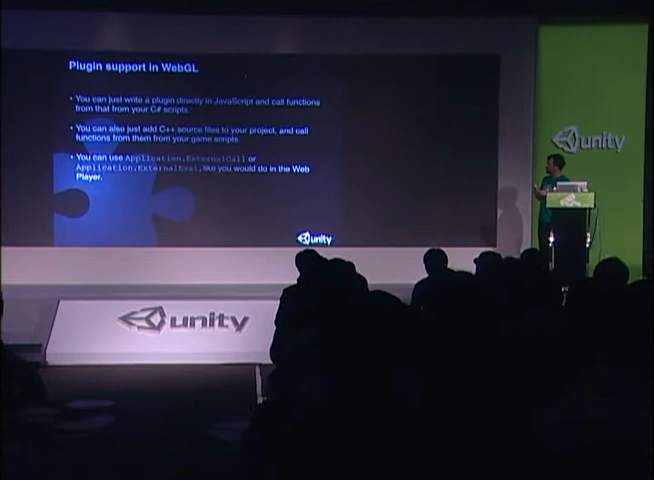 Plugin support in WebGL
• You can just write a plugin directly in JavaScript and call functions
from that from your C# scripts.
• You can also just add C++ source files to your project, and call
functions from them from your game scripts.
• You can use Application.ExternalCall or
Application.ExternalEval, like you would do in the Web
Player.
unity
unity
unity